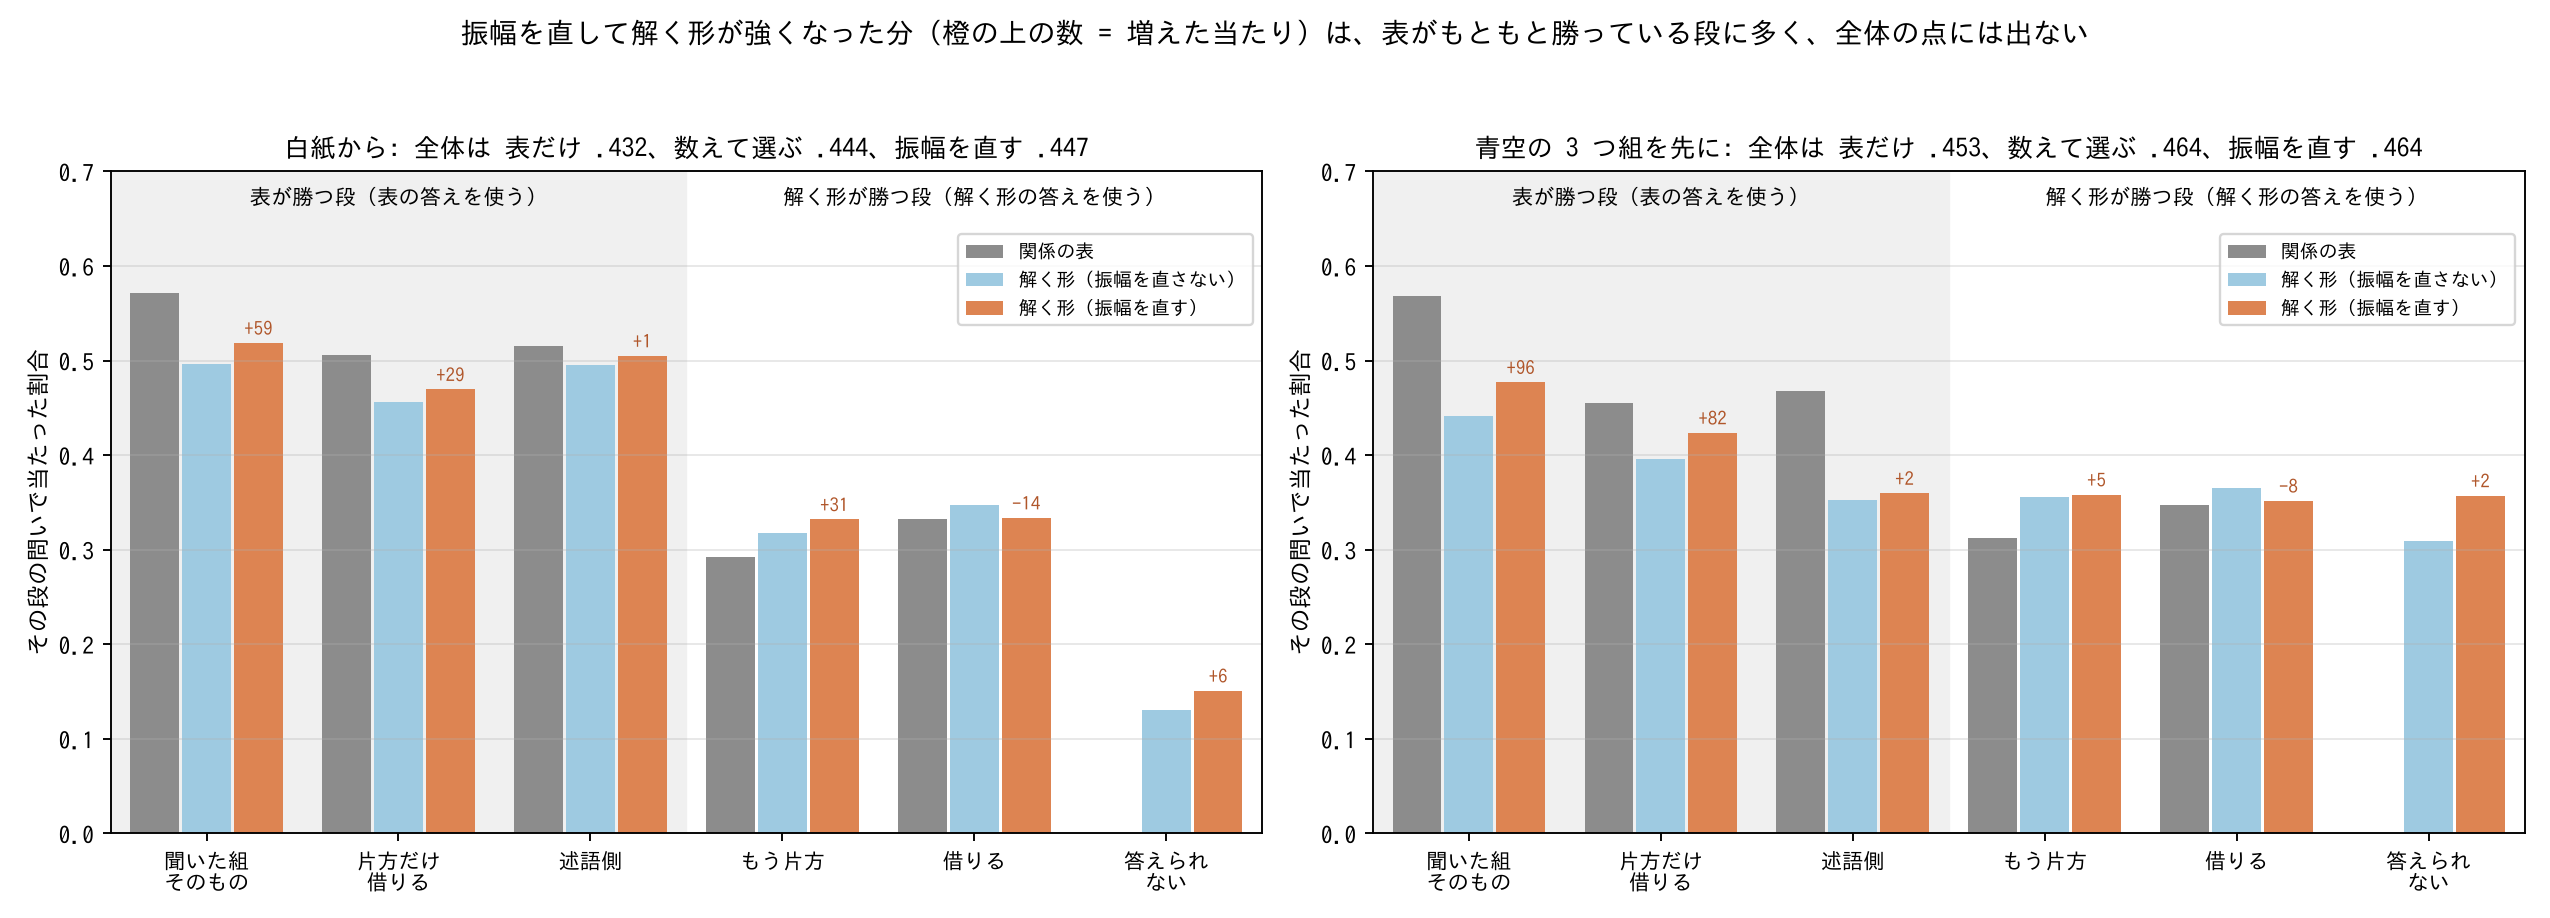 振幅を直して解く形が強くなった分（橙の上の数 = 増えた当たり）は、表がもともと勝っている段に多く、全体の点には出ない
白紙から: 全体は 表だけ .432、数えて選ぶ .444、振幅を直す .447
表が勝つ段（表の答えを使う）
解く形が勝つ段（解く形の答えを使う）
関係の表
解く形（振幅を直さない）
解く形（振幅を直す）
その段の問いで当たった割合
0.7
0.6
0.5
0.4
0.3
0.2
0.1
0.0
+59
+29
+1
+31
−14
+6
聞いた組
そのもの
片方だけ
借りる
述語側
もう片方
借りる
答えられ
ない
青空の 3 つ組を先に: 全体は 表だけ .453、数えて選ぶ .464、振幅を直す .464
表が勝つ段（表の答えを使う）
解く形が勝つ段（解く形の答えを使う）
関係の表
解く形（振幅を直さない）
解く形（振幅を直す）
その段の問いで当たった割合
0.7
0.6
0.5
0.4
0.3
0.2
0.1
0.0
+96
+82
+2
+5
−8
+2
聞いた組
そのもの
片方だけ
借りる
述語側
もう片方
借りる
答えられ
ない